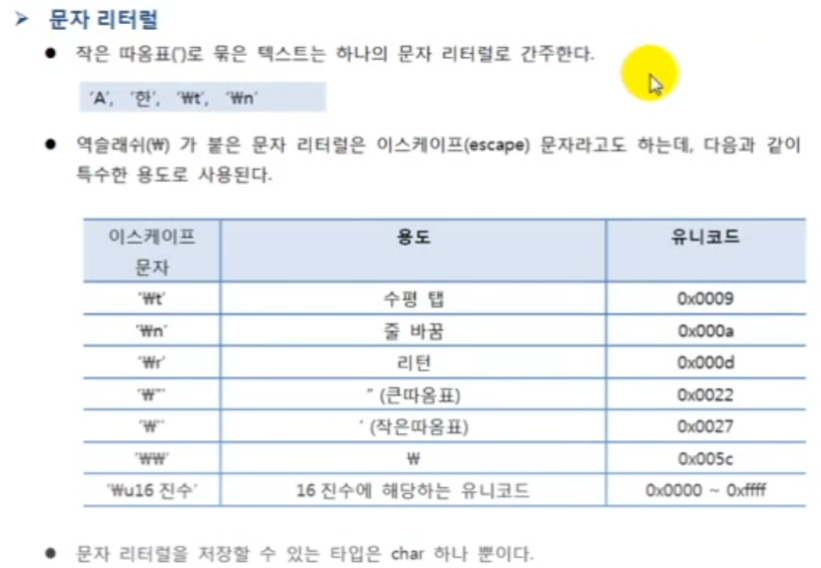 ➢ 문자 리터럴
● 작은 따옴표(')로 묶은 텍스트는 하나의 문자 리터럴로 간주한다.
'A', '한', '₩t', '₩n'
● 역슬래쉬(₩) 가 붙은 문자 리터럴은 이스케이프(escape) 문자라고도 하는데, 다음과 같이
특수한 용도로 사용된다.
이스케이프 문자 용도 유니코드
'₩t' 수평 탭 0x0009
'₩n' 줄 바꿈 0x000a
'₩r' 리턴 0x000d
'₩"' " (큰따옴표) 0x0022
'₩'' ' (작은따옴표) 0x0027
'₩₩' ₩ 0x005c
'₩u16 진수' 16 진수에 해당하는 유니코드 0x0000 ~ 0xffff
● 문자 리터럴을 저장할 수 있는 타입은 char 하나 뿐이다.